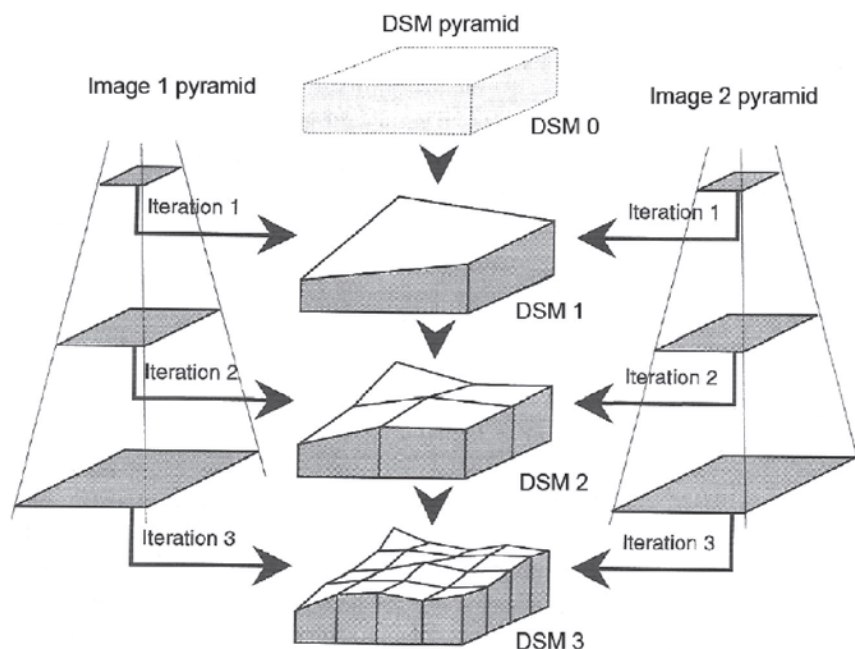 DSM pyramid
Image 1 pyramid
Image 2 pyramid
DSM 0
Iteration 1
Iteration 1
DSM 1
Iteration 2
Iteration 2
DSM 2
Iteration 3
Iteration 3
DSM 3